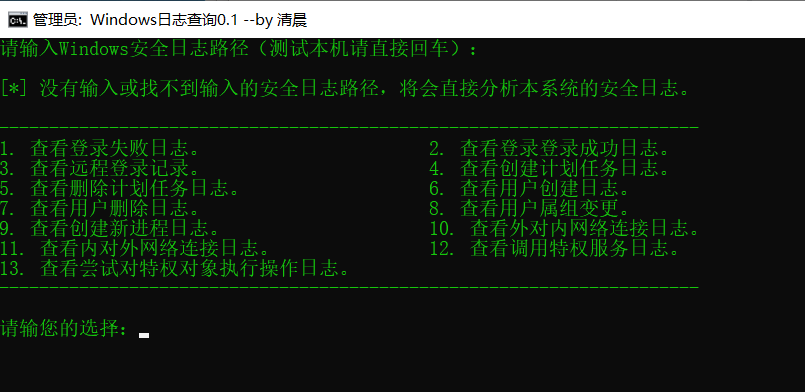 管理员: Windows日志查询0.1 --by 清晨
请输入Windows安全日志路径（测试本机请直接回车）：
[*] 没有输入或找不到输入的安全日志路径，将会直接分析本系统的安全日志。
----------------------------------------------------------------------
1. 查看登录失败日志。 2. 查看登录登录成功日志。
3. 查看远程登录记录。 4. 查看创建计划任务日志。
5. 查看删除计划任务日志。 6. 查看用户创建日志。
7. 查看用户删除日志。 8. 查看用户属组变更。
9. 查看创建新进程日志。 10. 查看外对内网络连接日志。
11. 查看内对外网络连接日志。 12. 查看调用特权服务日志。
13. 查看尝试对特权对象执行操作日志。
----------------------------------------------------------------------
请输您的选择：